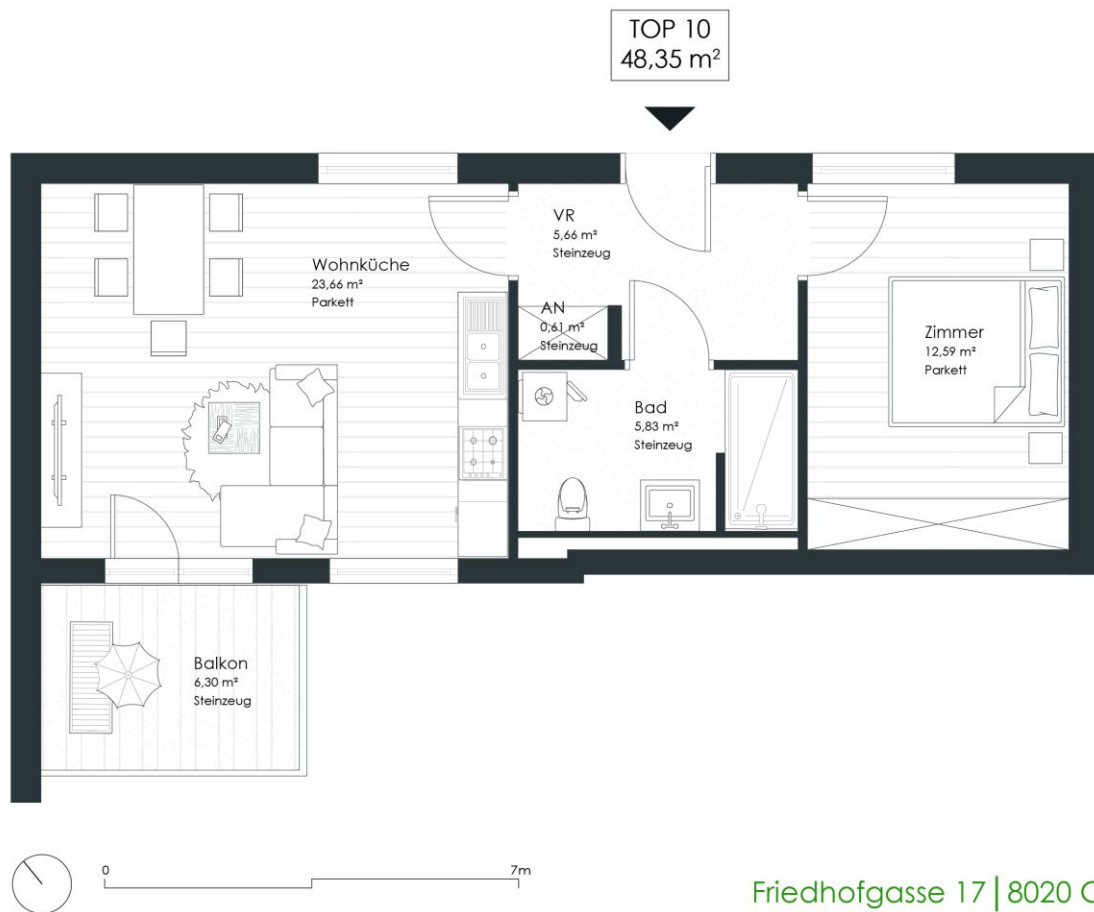 TOP 10
48,35 m²
VR
5,66 m²
Steinzeug
Wohnküche
23,66 m²
Parkett
AN
0,61 m²
Steinzeug
Zimmer
12,59 m²
Parkett
Bad
5,83 m²
Steinzeug
Balkon
6,30 m²
Steinzeug
0 7m
Friedhofgasse 17 | 8020